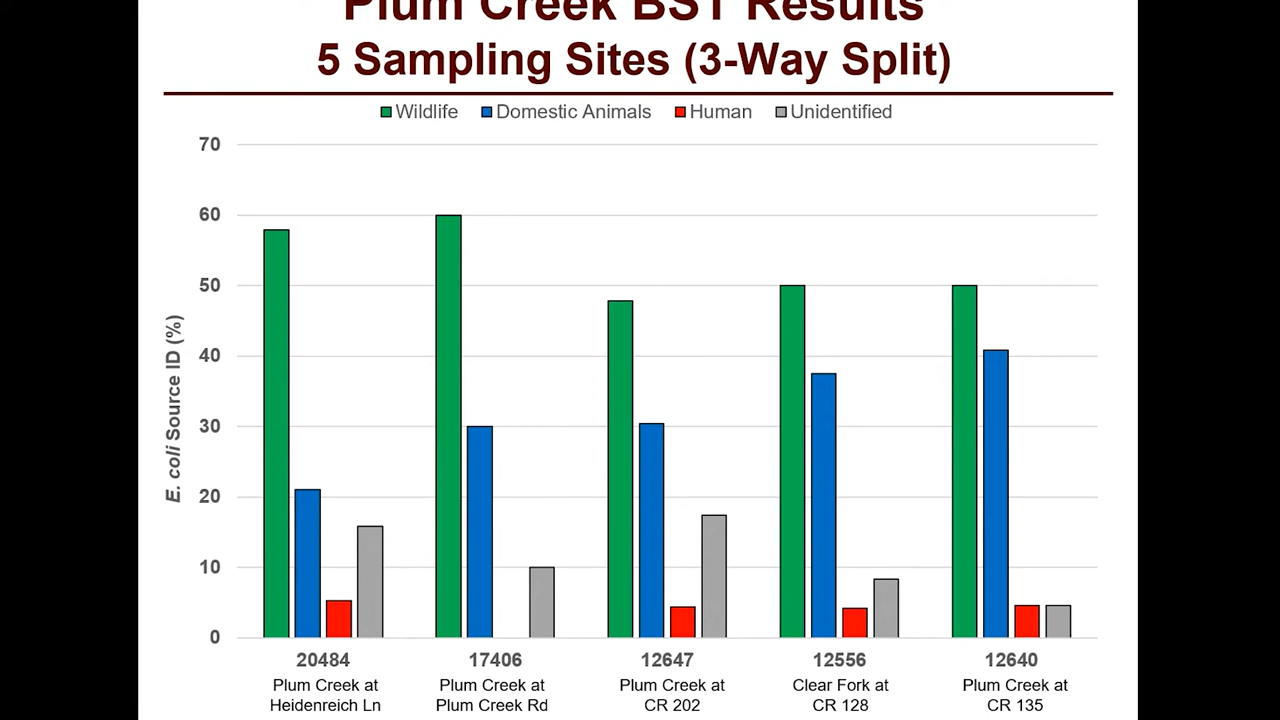 Plum Creek BST Results
5 Sampling Sites (3-Way Split)
Wildlife Domestic Animals Human Unidentified
70
60
50
40
30
20
10
0
E. coli Source ID (%)
20484 17406 12647 12556 12640
Plum Creek at Plum Creek at Plum Creek at Clear Fork at Plum Creek at
Heidenreich Ln Plum Creek Rd CR 202 CR 128 CR 135